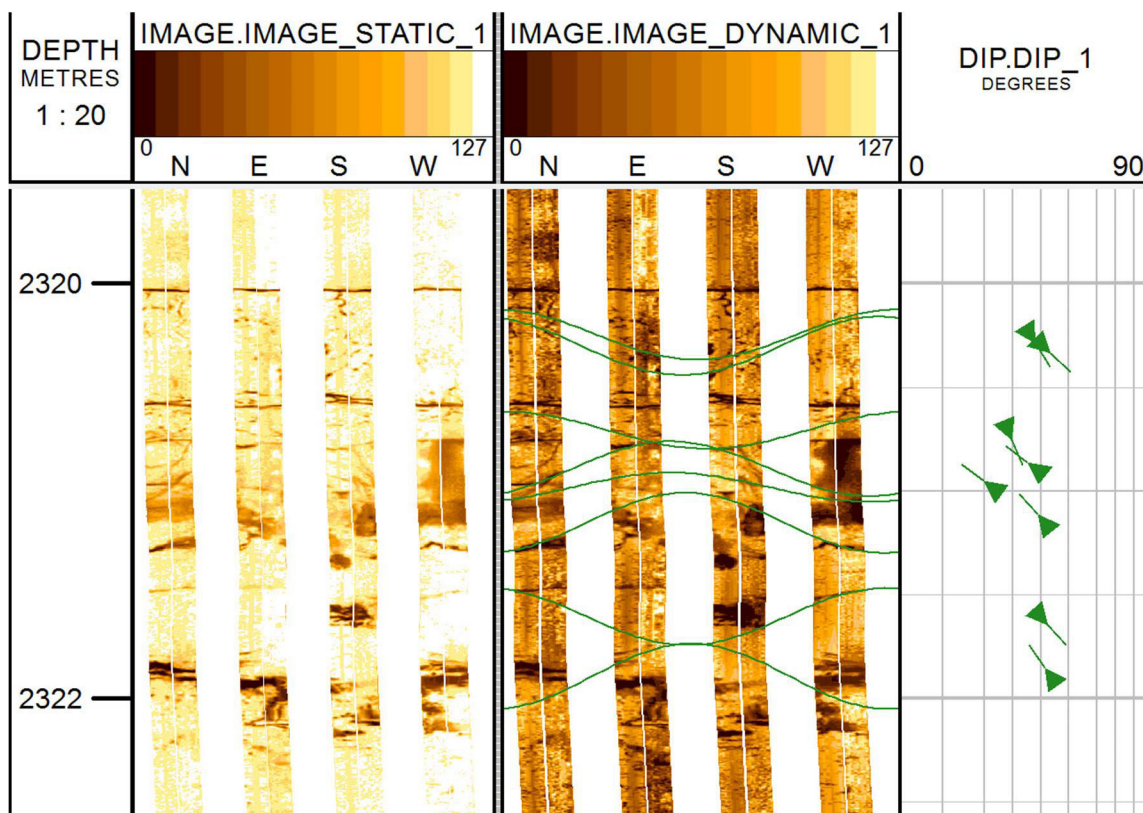 DEPTH
METRES
1 : 20
IMAGE.IMAGE_STATIC_1
0 127
N E S W
IMAGE.IMAGE_DYNAMIC_1
0 127
N E S W
DIP.DIP_1
DEGREES
0 90
2320
2322